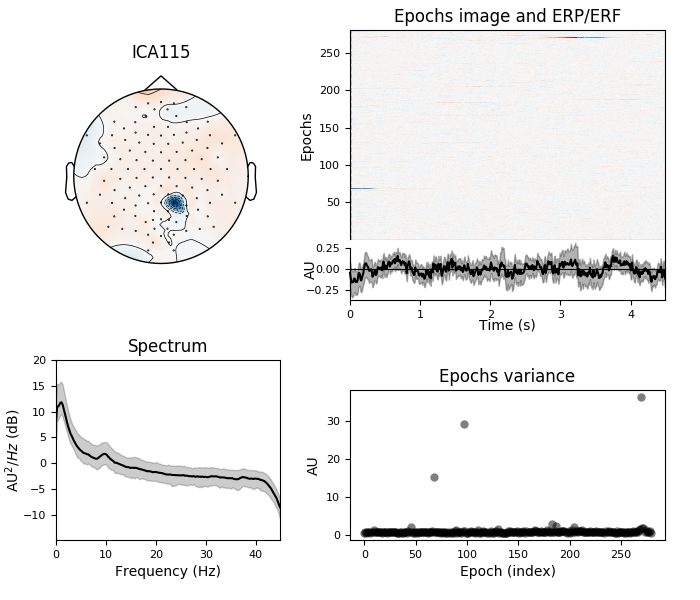 ICA115
Epochs image and ERP/ERF
Epochs
250
200
150
100
50
AU
0.25
0.00
−0.25
0 1 2 3 4
Time (s)
Spectrum
AU²/Hz (dB)
20
15
10
5
0
−5
−10
0 10 20 30 40
Frequency (Hz)
Epochs variance
AU
30
20
10
0
0 50 100 150 200 250
Epoch (index)